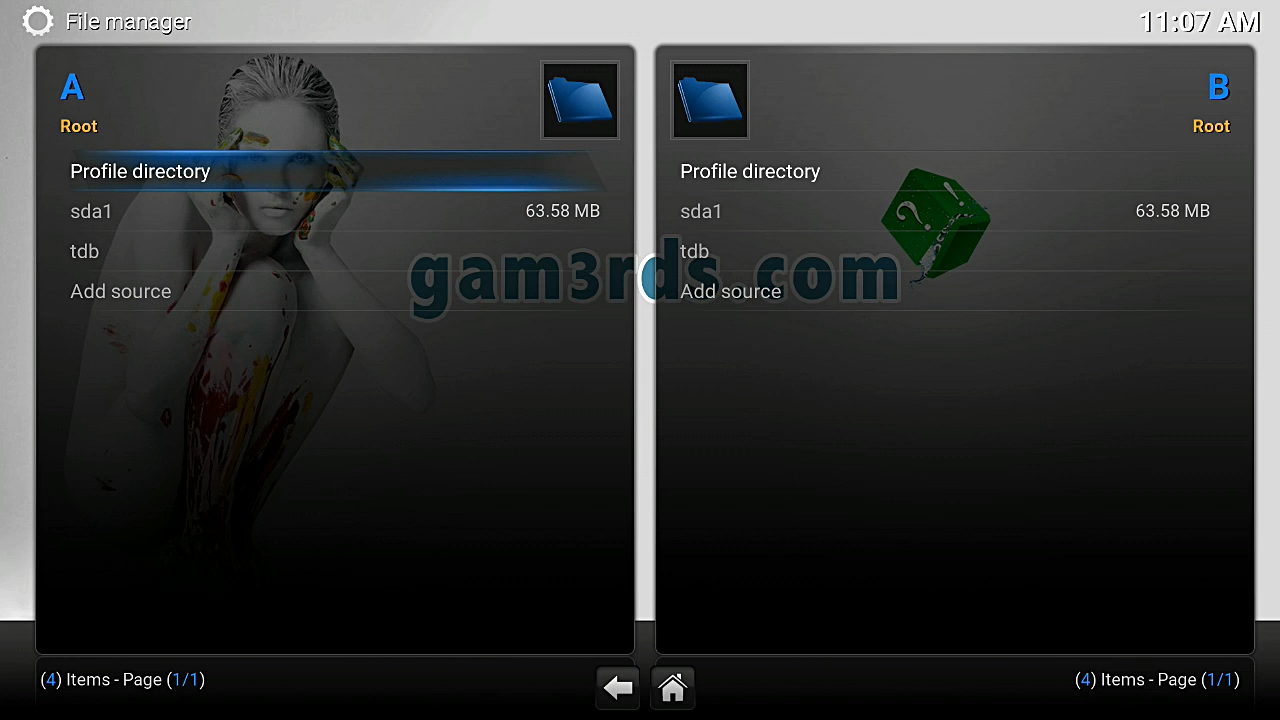 File manager
11:07 AM
A
Root
Profile directory
sda1 63.58 MB
tdb
Add source
B
Root
Profile directory
sda1 63.58 MB
tdb
Add source
? !
gam3rds.com
(4) Items - Page (1/1)
(4) Items - Page (1/1)